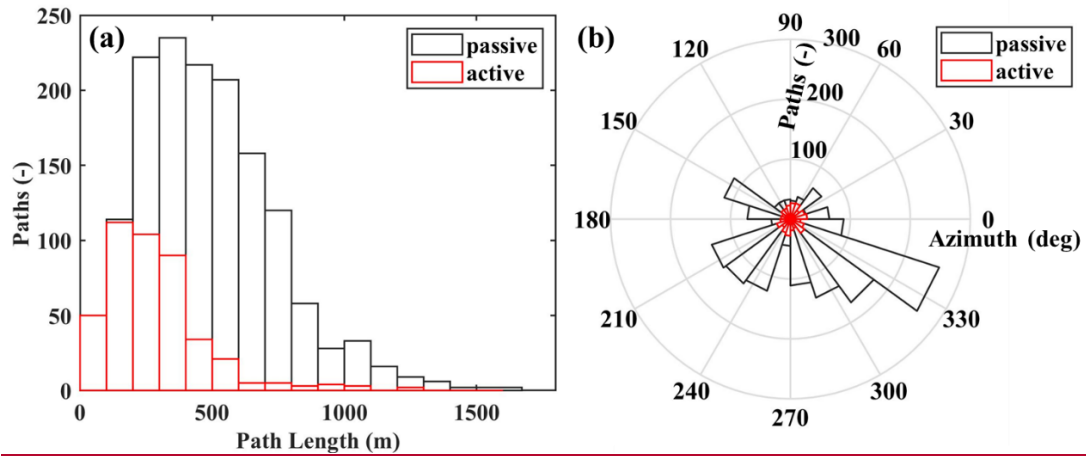 (a)
passive
active
250
200
150
100
50
0
Paths (-)
0
500
1000
1500
Path Length (m)
(b)
passive
active
90
120
60
150
30
180
0
210
330
240
300
270
300
200
100
Paths (-)
Azimuth (deg)